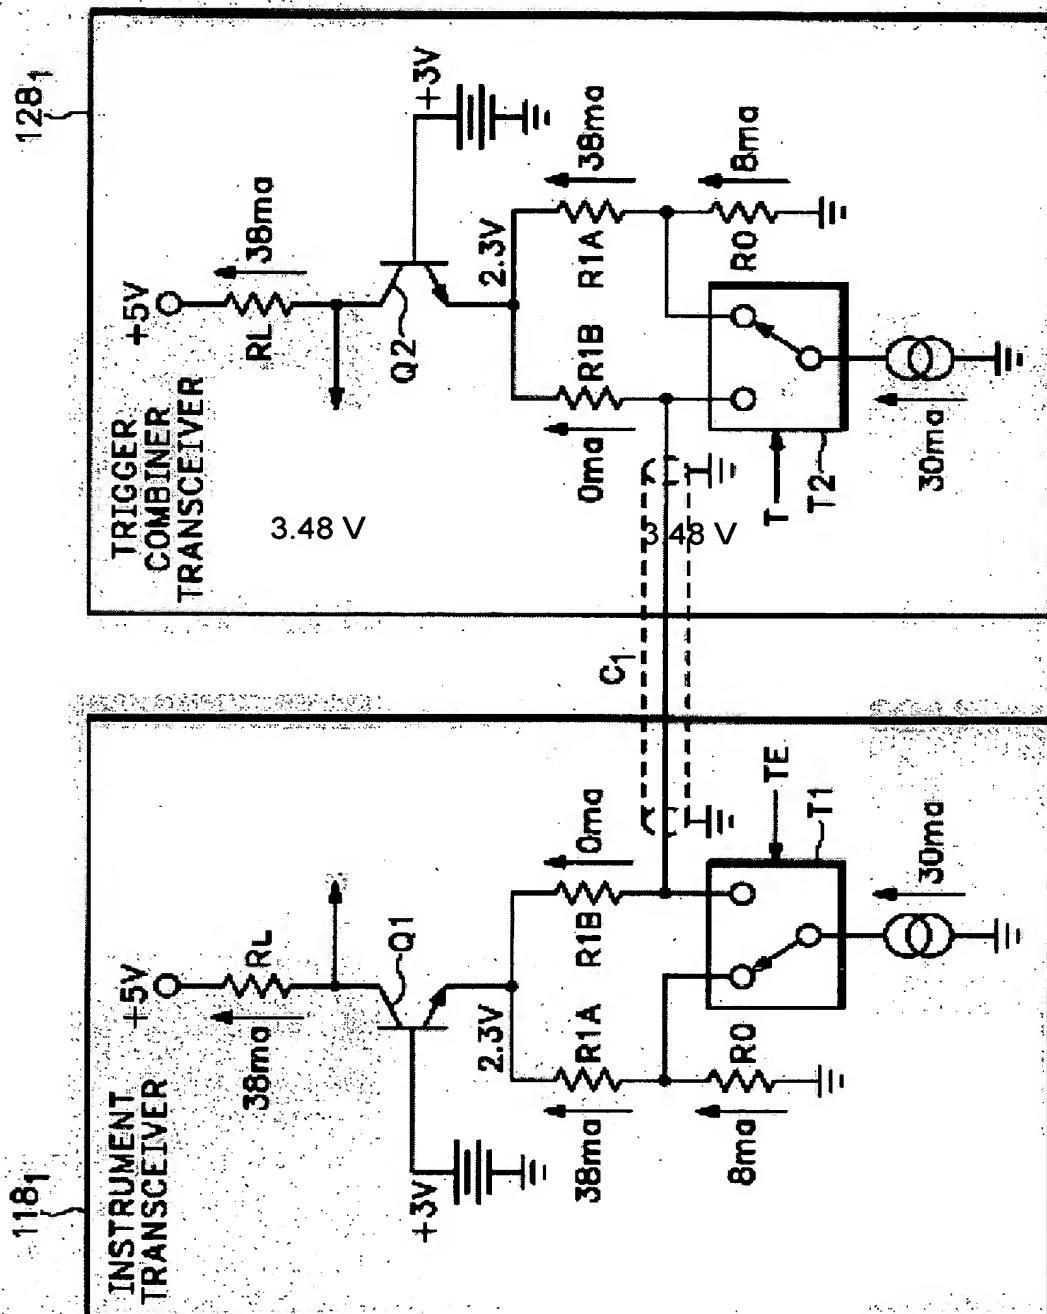 128₁
TRIGGER
COMBINER
TRANSCEIVER
+5V
RL
38ma
Q2
+3V
2.3V
0ma
R1B
R1A
38ma
R0
8ma
T
T2
30ma
3.48 V
3.48 V
C₁
118₁
INSTRUMENT
TRANSCEIVER
+5V
RL
38ma
Q1
+3V
2.3V
38ma
R1A
R1B
0ma
8ma
R0
TE
T1
30ma